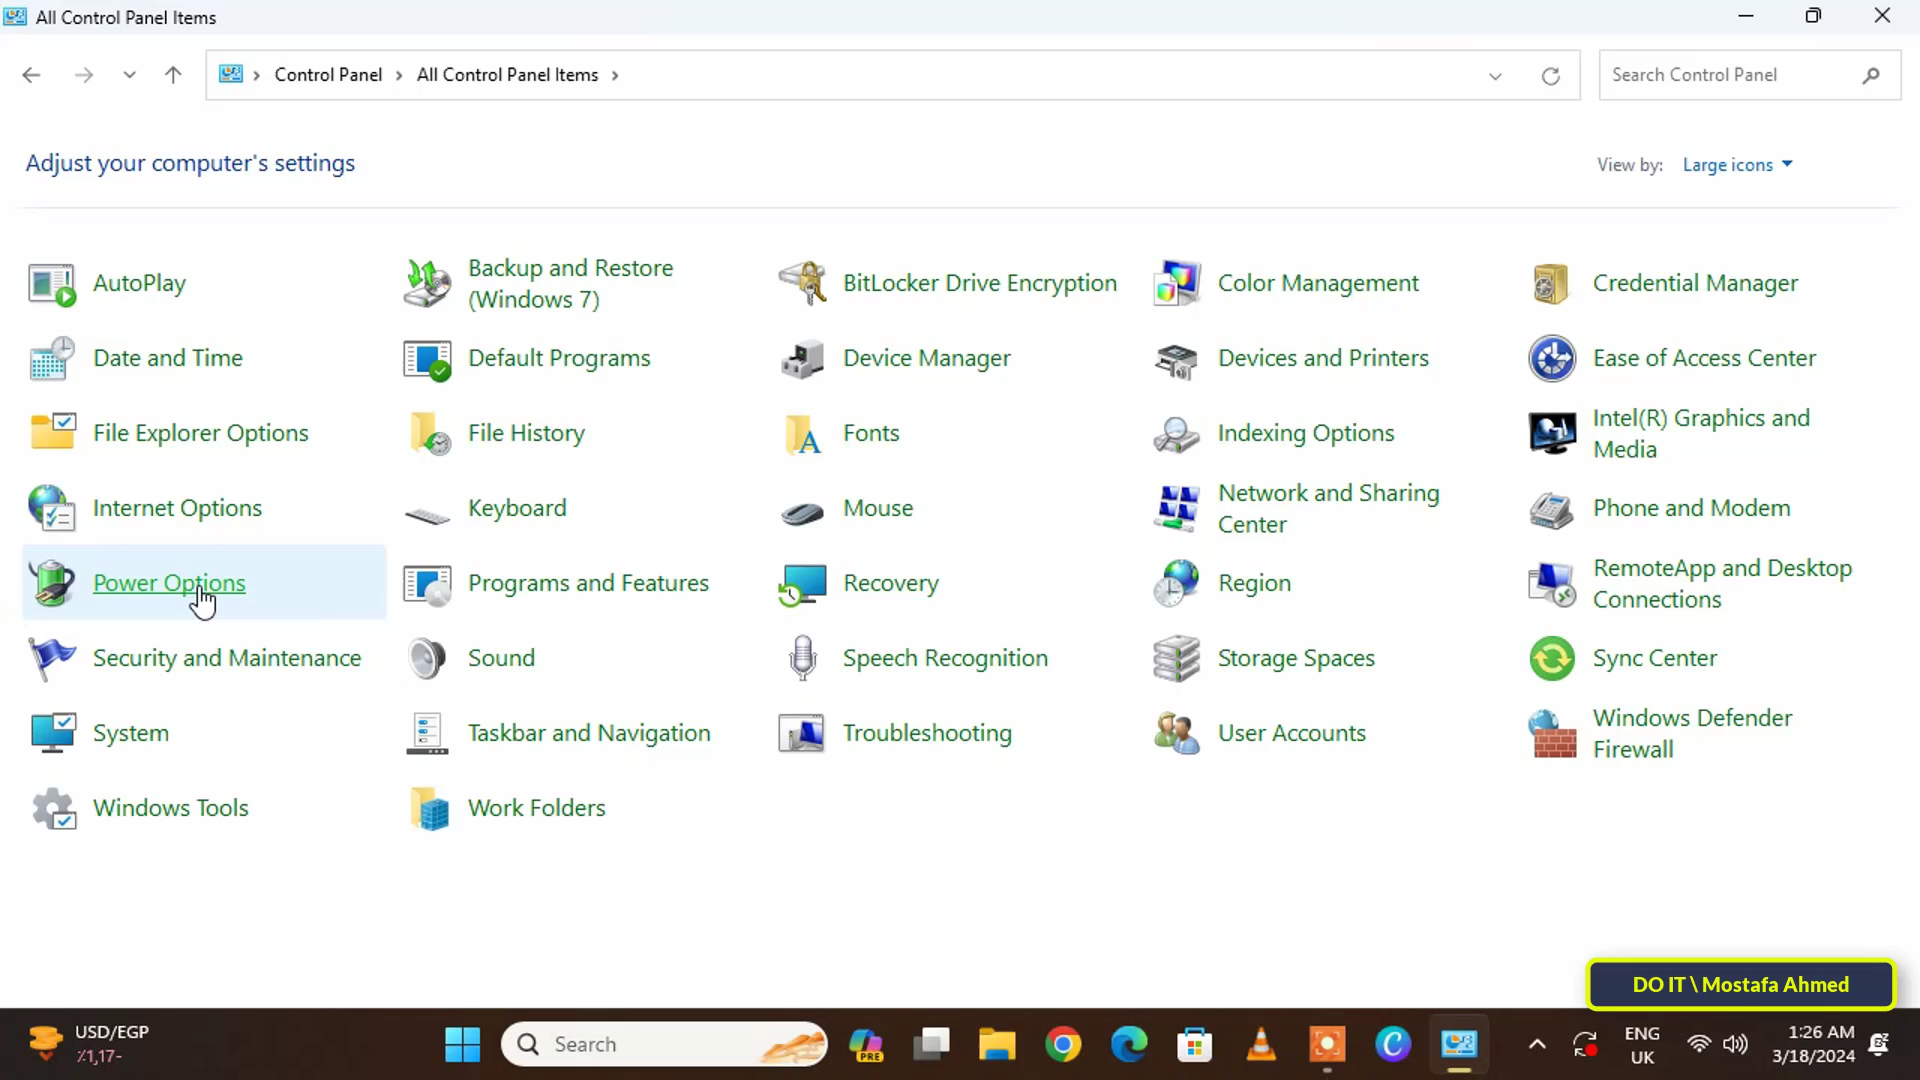 All Control Panel Items
Control Panel
All Control Panel Items
Search Control Panel
Adjust your computer's settings
View by:
Large icons
AutoPlay
Backup and Restore
(Windows 7)
BitLocker Drive Encryption
Color Management
Credential Manager
Date and Time
Default Programs
Device Manager
Devices and Printers
Ease of Access Center
File Explorer Options
File History
Fonts
Indexing Options
Intel(R) Graphics and
Media
Internet Options
Keyboard
Mouse
Network and Sharing
Center
Phone and Modem
Power Options
Programs and Features
Recovery
Region
RemoteApp and Desktop
Connections
Security and Maintenance
Sound
Speech Recognition
Storage Spaces
Sync Center
System
Taskbar and Navigation
Troubleshooting
User Accounts
Windows Defender
Firewall
Windows Tools
Work Folders
DO IT \ Mostafa Ahmed
USD/EGP
٪1,17-
Search
PRE
ENG
UK
1:26 AM
3/18/2024